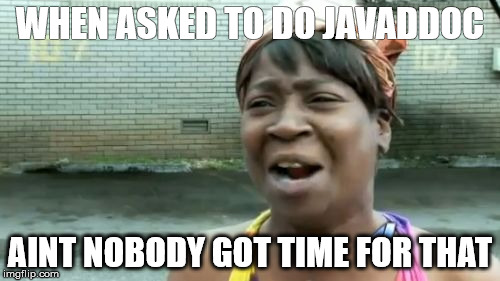 WHEN ASKED TO DO JAVADDOC
AINT NOBODY GOT TIME FOR THAT
imgflip.com